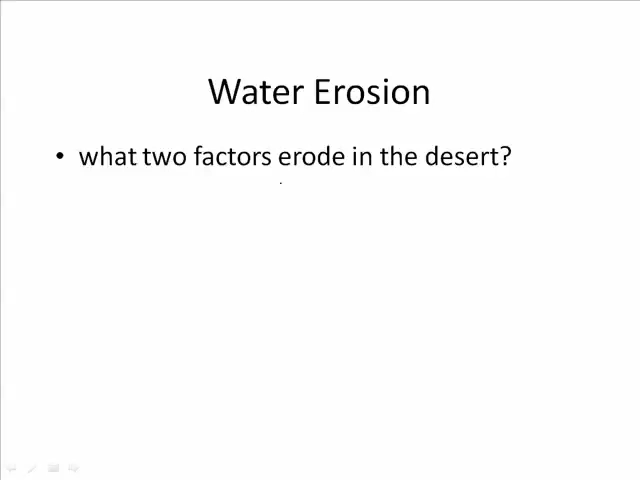 Water Erosion
• what two factors erode in the desert?